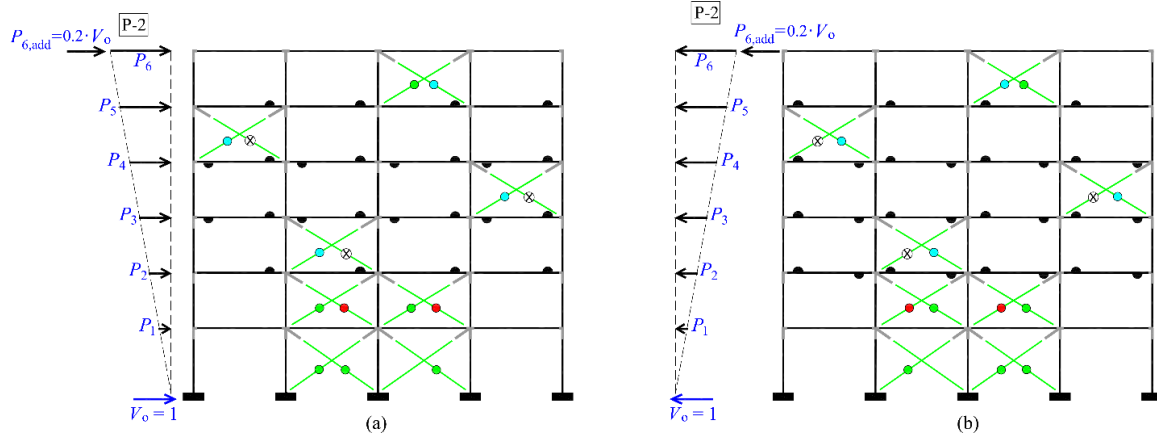 P-2
P6,add=0.2·Vo
P6
P5
P4
P3
P2
P1
Vo = 1
(a)
P-2
P6,add=0.2·Vo
P6
P5
P4
P3
P2
P1
Vo = 1
(b)